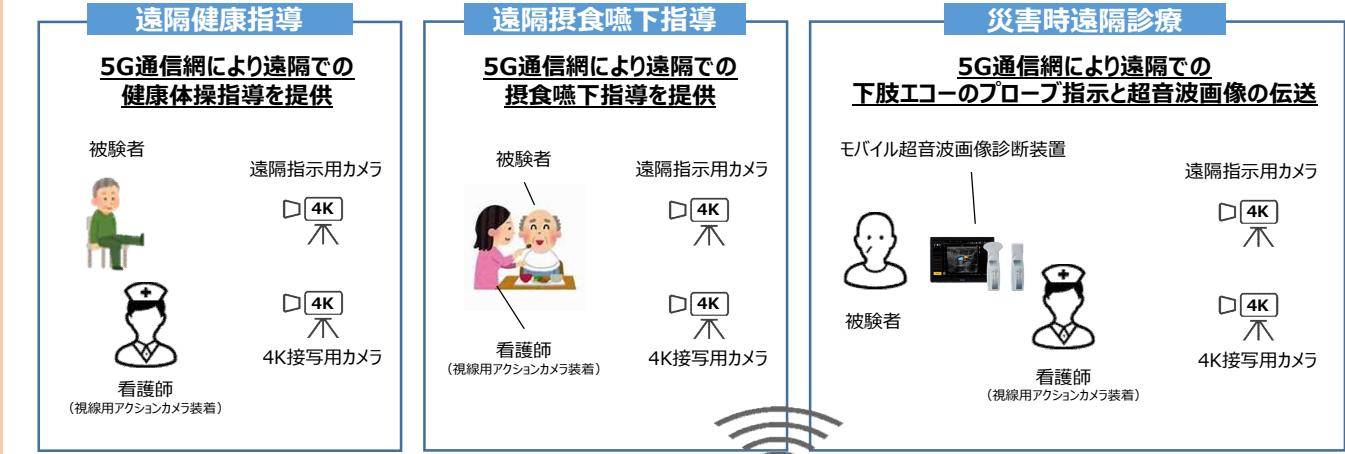 遠隔健康指導
5G通信網により遠隔での
健康体操指導を提供
被験者
遠隔指示用カメラ
4K
4K
4K接写用カメラ
看護師
（視線用アクションカメラ装着）
遠隔摂食嚥下指導
5G通信網により遠隔での
摂食嚥下指導を提供
被験者
遠隔指示用カメラ
4K
4K
4K接写用カメラ
看護師
（視線用アクションカメラ装着）
災害時遠隔診療
5G通信網により遠隔での
下肢エコーのプローブ指示と超音波画像の伝送
モバイル超音波画像診断装置
遠隔指示用カメラ
4K
被験者
4K
4K接写用カメラ
看護師
（視線用アクションカメラ装着）